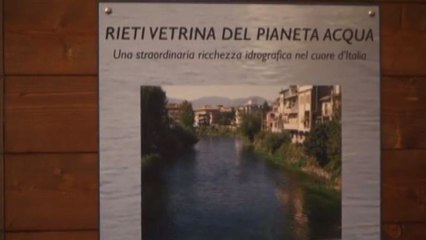 RIETI VETRINA DEL PIANETA ACQUA
Una straordinaria ricchezza idrografica nel cuore d'Italia